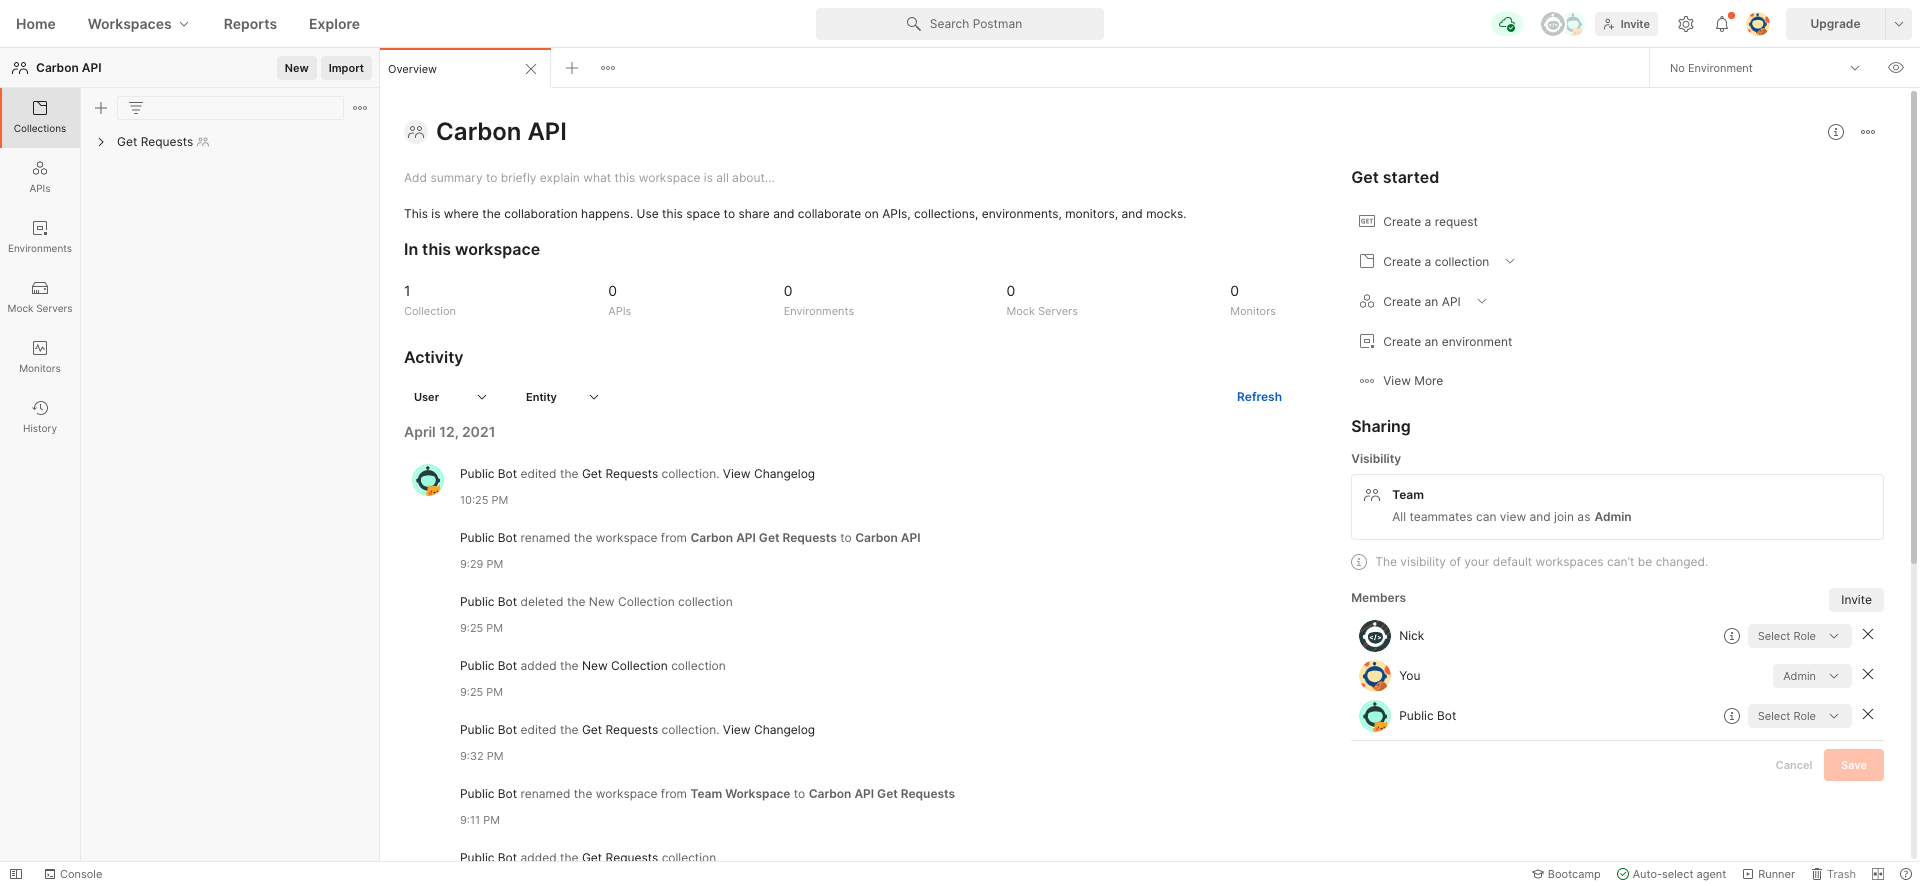 Home Workspaces Reports Explore Search Postman Invite Upgrade
Carbon API New Import
Overview
No Environment
Collections
Get Requests
APIs
Environments
Mock Servers
Monitors
History
Carbon API
Add summary to briefly explain what this workspace is all about...
This is where the collaboration happens. Use this space to share and collaborate on APIs, collections, environments, monitors, and mocks.
In this workspace
1 0 0 0 0
Collection APIs Environments Mock Servers Monitors
Activity
User Entity Refresh
April 12, 2021
Public Bot edited the Get Requests collection. View Changelog
10:25 PM
Public Bot renamed the workspace from Carbon API Get Requests to Carbon API
9:29 PM
Public Bot deleted the New Collection collection
9:25 PM
Public Bot added the New Collection collection
9:25 PM
Public Bot edited the Get Requests collection. View Changelog
9:32 PM
Public Bot renamed the workspace from Team Workspace to Carbon API Get Requests
9:11 PM
Public Bot added the Get Requests collection
Get started
GET Create a request
Create a collection
Create an API
Create an environment
View More
Sharing
Visibility
Team
All teammates can view and join as Admin
The visibility of your default workspaces can't be changed.
Members Invite
Nick Select Role
You Admin
Public Bot Select Role
Cancel Save
Console Bootcamp Auto-select agent Runner Trash